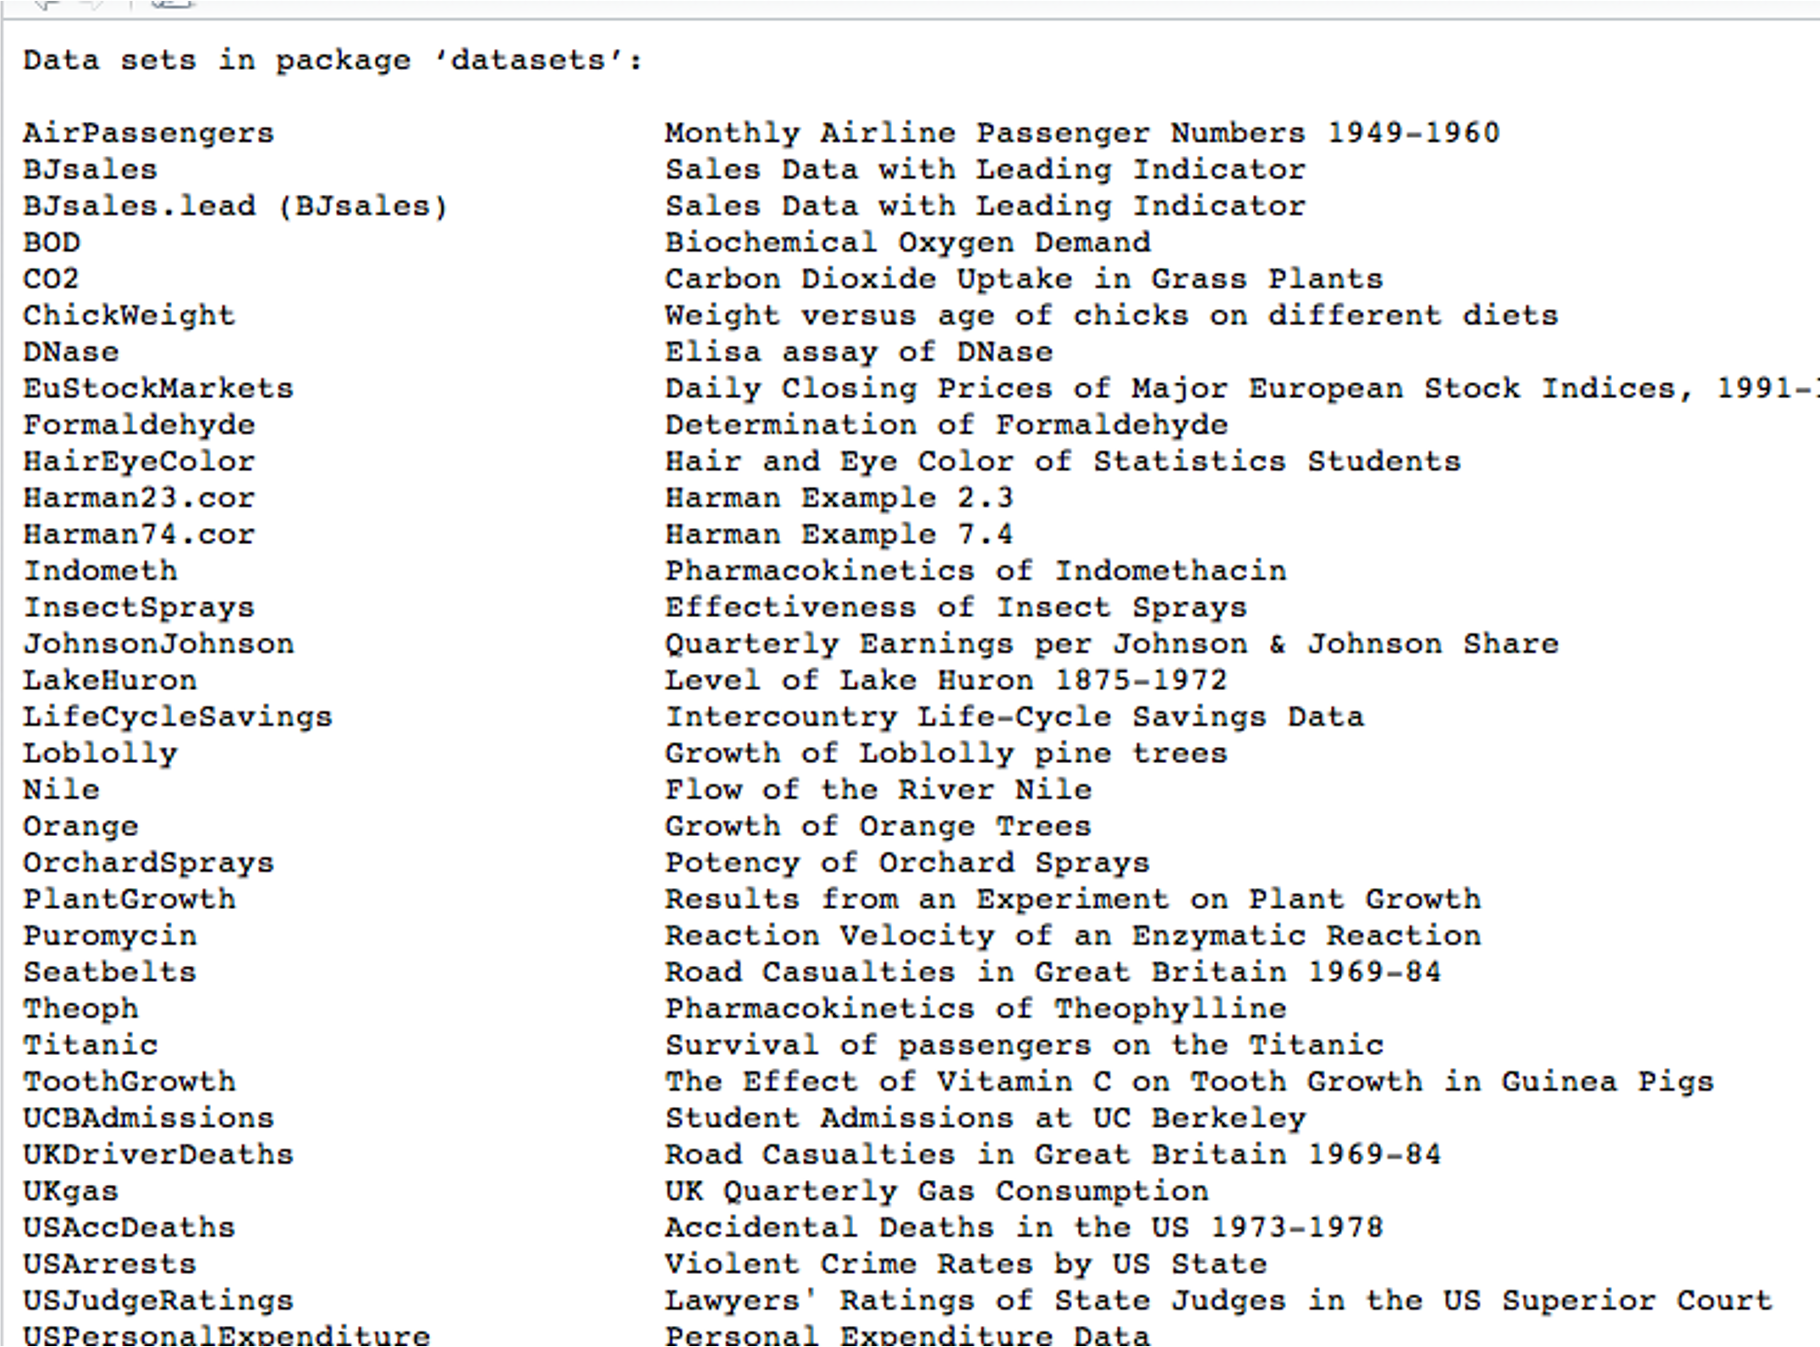 Data sets in package ‘datasets’:
AirPassengers Monthly Airline Passenger Numbers 1949-1960
BJsales Sales Data with Leading Indicator
BJsales.lead (BJsales) Sales Data with Leading Indicator
BOD Biochemical Oxygen Demand
CO2 Carbon Dioxide Uptake in Grass Plants
ChickWeight Weight versus age of chicks on different diets
DNase Elisa assay of DNase
EuStockMarkets Daily Closing Prices of Major European Stock Indices, 1991-
Formaldehyde Determination of Formaldehyde
HairEyeColor Hair and Eye Color of Statistics Students
Harman23.cor Harman Example 2.3
Harman74.cor Harman Example 7.4
Indometh Pharmacokinetics of Indomethacin
InsectSprays Effectiveness of Insect Sprays
JohnsonJohnson Quarterly Earnings per Johnson & Johnson Share
LakeHuron Level of Lake Huron 1875-1972
LifeCycleSavings Intercountry Life-Cycle Savings Data
Loblolly Growth of Loblolly pine trees
Nile Flow of the River Nile
Orange Growth of Orange Trees
OrchardSprays Potency of Orchard Sprays
PlantGrowth Results from an Experiment on Plant Growth
Puromycin Reaction Velocity of an Enzymatic Reaction
Seatbelts Road Casualties in Great Britain 1969-84
Theoph Pharmacokinetics of Theophylline
Titanic Survival of passengers on the Titanic
ToothGrowth The Effect of Vitamin C on Tooth Growth in Guinea Pigs
UCBAdmissions Student Admissions at UC Berkeley
UKDriverDeaths Road Casualties in Great Britain 1969-84
UKgas UK Quarterly Gas Consumption
USAccDeaths Accidental Deaths in the US 1973-1978
USArrests Violent Crime Rates by US State
USJudgeRatings Lawyers' Ratings of State Judges in the US Superior Court
USPersonalExpenditure Personal Expenditure Data